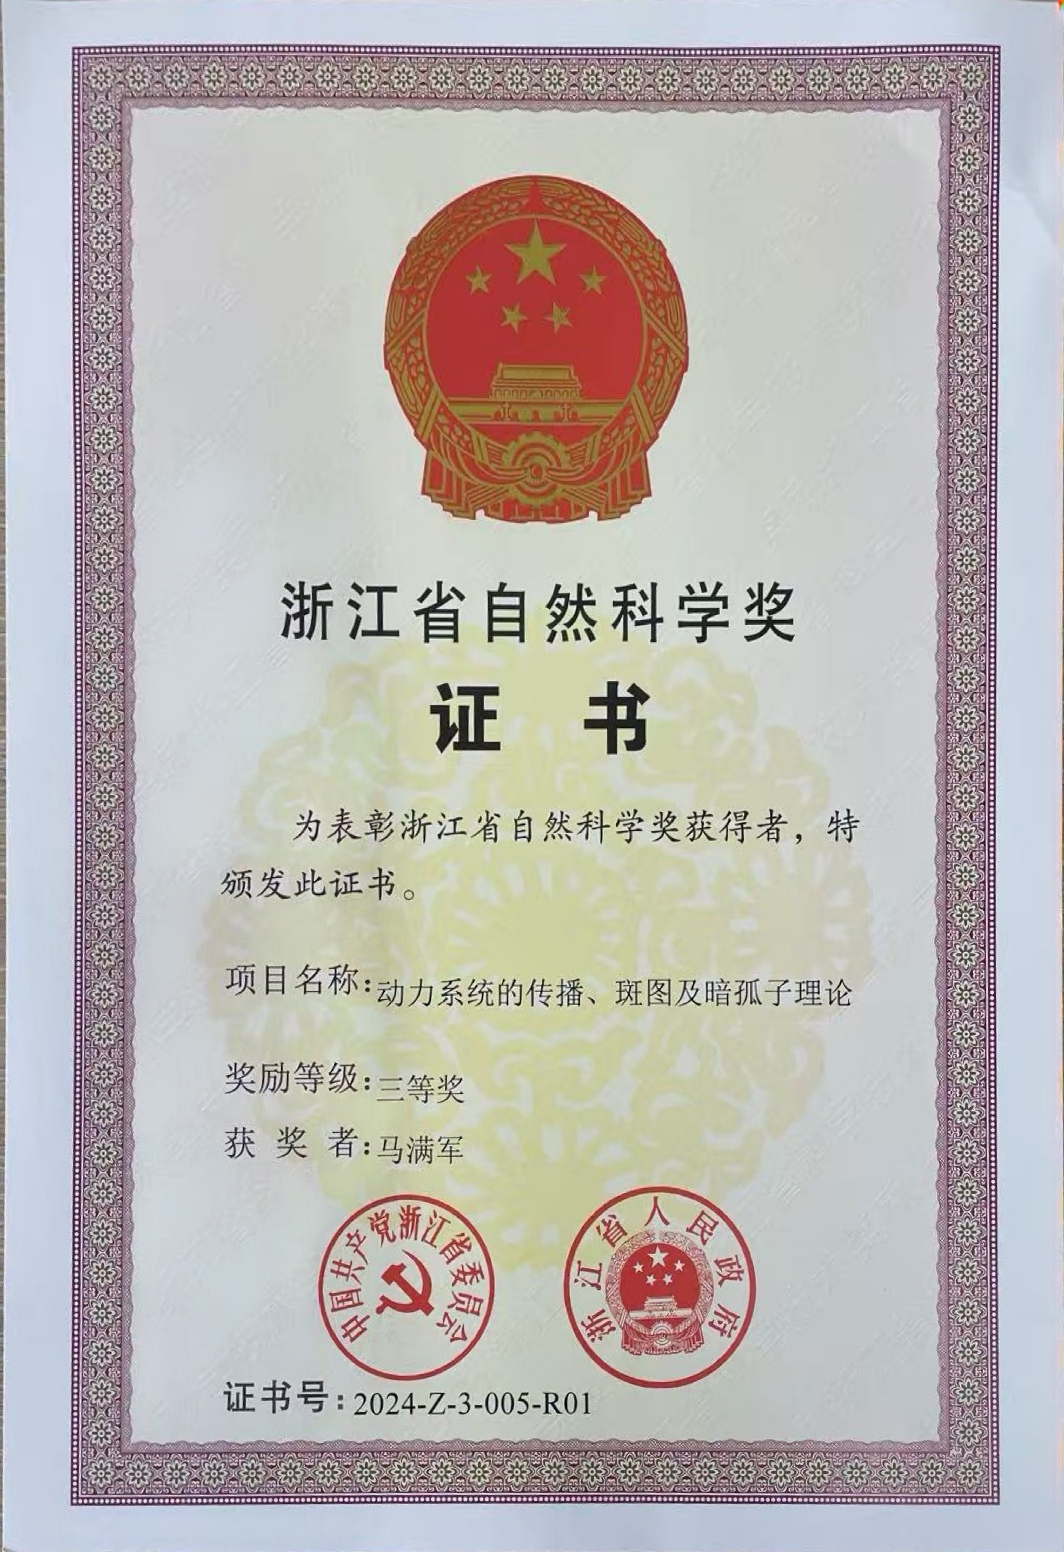 浙江省自然科学奖
证 书
为表彰浙江省自然科学奖获得者，特
颁发此证书。
项目名称：动力系统的传播、斑图及暗孤子理论
奖励等级：三等奖
获 奖 者：马满军
中国共产党浙江省委员会
浙江省人民政府
证书号：2024-Z-3-005-R01